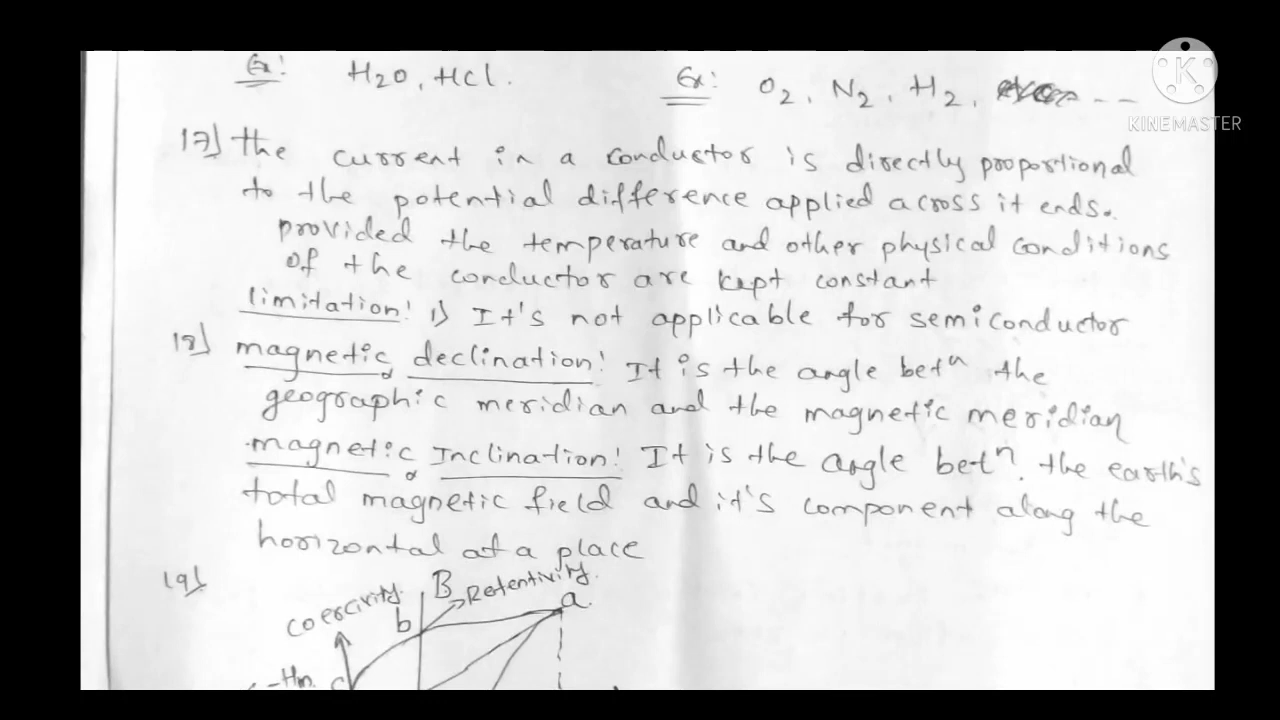 Ex: H2O, HCl. Ex: O2, N2, H2, --
KINEMASTER
17) The current in a conductor is directly proportional
to the potential difference applied across it ends.
provided the temperature and other physical conditions
of the conductor are kept constant
limitation: 1) It's not applicable for semiconductor
18) magnetic declination: It is the angle betn the
geographic meridian and the magnetic meridian
magnetic Inclination: It is the angle betn. the earth's
total magnetic field and it's component along the
horizontal at a place
19)
B Retentivity.
coercivity.
b a.
-Hm. c